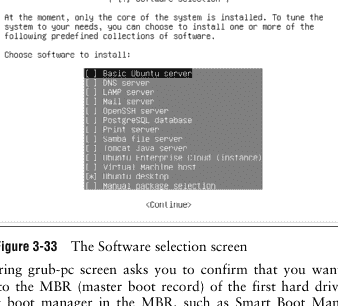 [!] Software selection
At the moment, only the core of the system is installed. To tune the
system to your needs, you can choose to install one or more of the
following predefined collections of software.
Choose software to install:
[ ] Basic Ubuntu server
[ ] DNS server
[ ] LAMP server
[ ] Mail server
[ ] OpenSSH server
[ ] PostgreSQL database
[ ] Print server
[ ] Samba file server
[ ] Tomcat Java server
[ ] Ubuntu Enterprise Cloud (instance)
[ ] Virtual Machine host
[*] Ubuntu desktop
[ ] Manual package selection
<Continue>
Figure 3-33 The Software selection screen
ring grub-pc screen asks you to confirm that you want
to the MBR (master boot record) of the first hard driv
boot manager in the MBR, such as Smart Boot Man